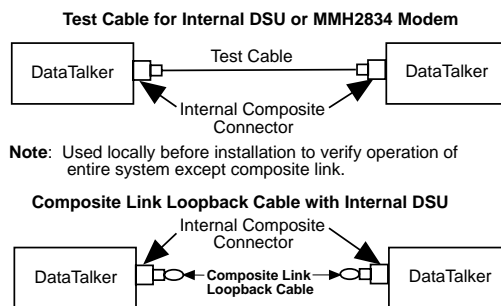 Test Cable for Internal DSU or MMH2834 Modem
Test Cable
DataTalker
DataTalker
Internal Composite
Connector
Note: Used locally before installation to verify operation of
entire system except composite link.
Composite Link Loopback Cable with Internal DSU
Internal Composite
Connector
DataTalker
Composite Link
Loopback Cable
DataTalker